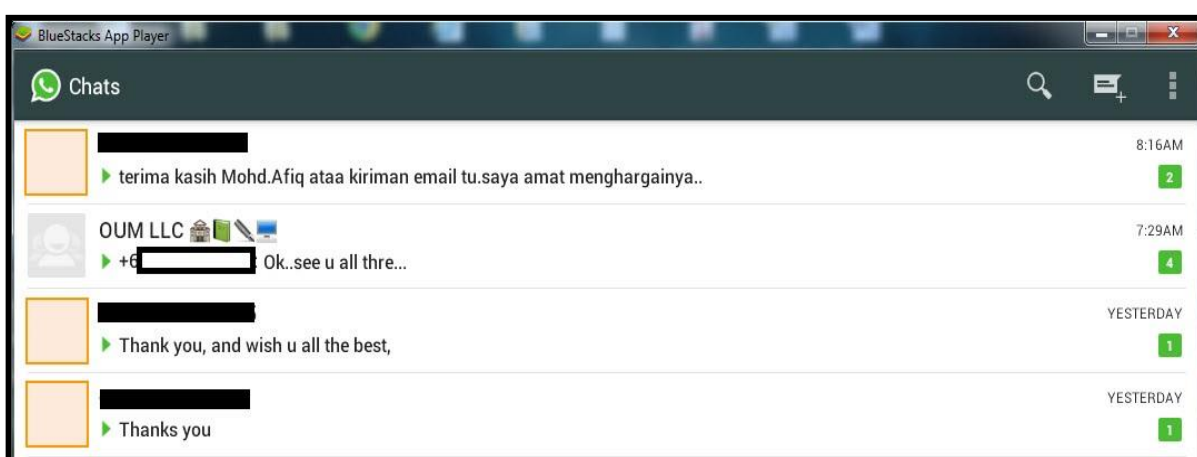 BlueStacks App Player
Chats
8:16AM
terima kasih Mohd.Afiq ataa kiriman email tu.saya amat menghargainya..
2
OUM LLC
7:29AM
+6 Ok..see u all thre...
4
YESTERDAY
Thank you, and wish u all the best,
1
YESTERDAY
Thanks you
1